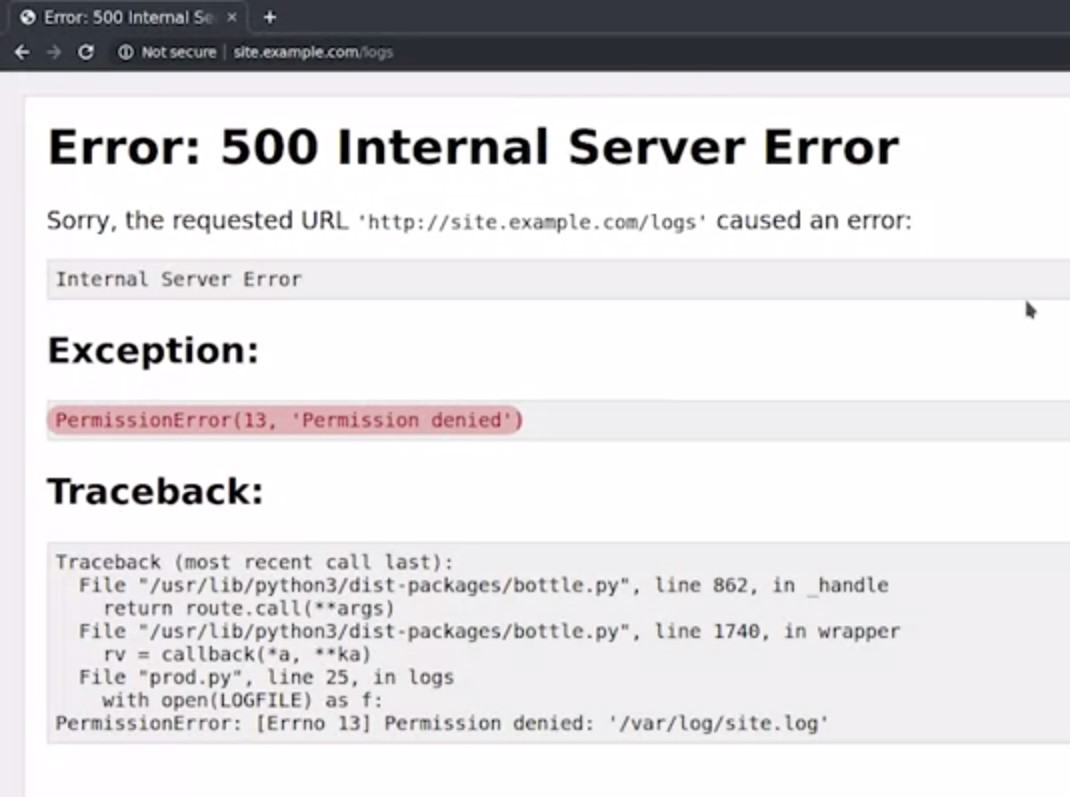 Error: 500 Internal Se
Not secure | site.example.com/logs
Error: 500 Internal Server Error
Sorry, the requested URL 'http://site.example.com/logs' caused an error:
Internal Server Error
Exception:
PermissionError(13, 'Permission denied')
Traceback:
Traceback (most recent call last):
File "/usr/lib/python3/dist-packages/bottle.py", line 862, in _handle
return route.call(**args)
File "/usr/lib/python3/dist-packages/bottle.py", line 1740, in wrapper
rv = callback(*a, **ka)
File "prod.py", line 25, in logs
with open(LOGFILE) as f:
PermissionError: [Errno 13] Permission denied: '/var/log/site.log'